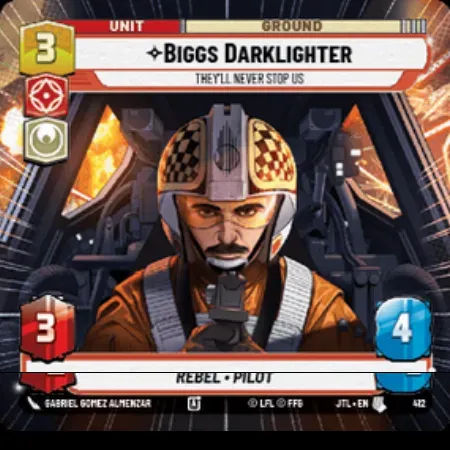 UNIT GROUND
3
BIGGS DARKLIGHTER
THEY'LL NEVER STOP US
3 4
REBEL • PILOT
GABRIEL GOMEZ ALMENZAR A LFL FFG JTL • EN 412